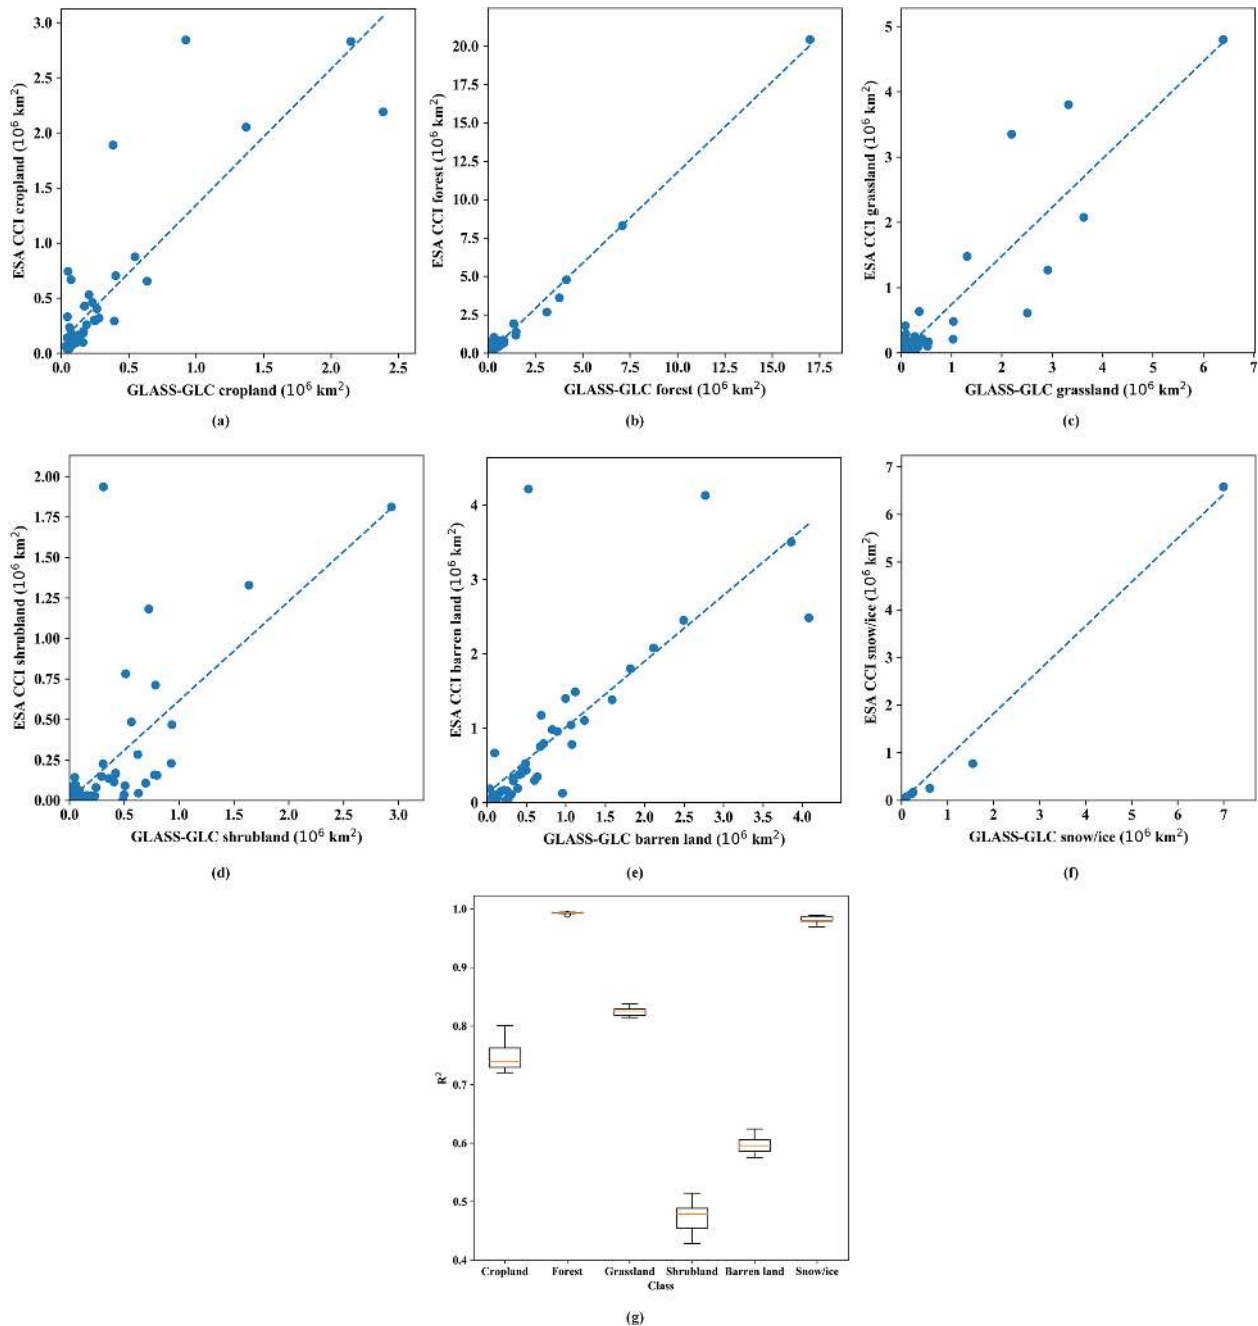 3.0
2.5
2.0
1.5
1.0
0.5
0.0
ESA CCI cropland (10⁶ km²)
0.0 0.5 1.0 1.5 2.0 2.5
GLASS-GLC cropland (10⁶ km²)
(a)
20.0
17.5
15.0
12.5
10.0
7.5
5.0
2.5
0.0
ESA CCI forest (10⁶ km²)
0.0 2.5 5.0 7.5 10.0 12.5 15.0 17.5
GLASS-GLC forest (10⁶ km²)
(b)
5
4
3
2
1
0
ESA CCI grassland (10⁶ km²)
0 1 2 3 4 5 6 7
GLASS-GLC grassland (10⁶ km²)
(c)
2.00
1.75
1.50
1.25
1.00
0.75
0.50
0.25
0.00
ESA CCI shrubland (10⁶ km²)
0.0 0.5 1.0 1.5 2.0 2.5 3.0
GLASS-GLC shrubland (10⁶ km²)
(d)
4
3
2
1
0
ESA CCI barren land (10⁶ km²)
0.0 0.5 1.0 1.5 2.0 2.5 3.0 3.5 4.0
GLASS-GLC barren land (10⁶ km²)
(e)
7
6
5
4
3
2
1
0
ESA CCI snow/ice (10⁶ km²)
0 1 2 3 4 5 6 7
GLASS-GLC snow/ice (10⁶ km²)
(f)
1.0
0.9
0.8
0.7
0.6
0.5
0.4
R²
Cropland Forest Grassland Shrubland Barren land Snow/ice
Class
(g)